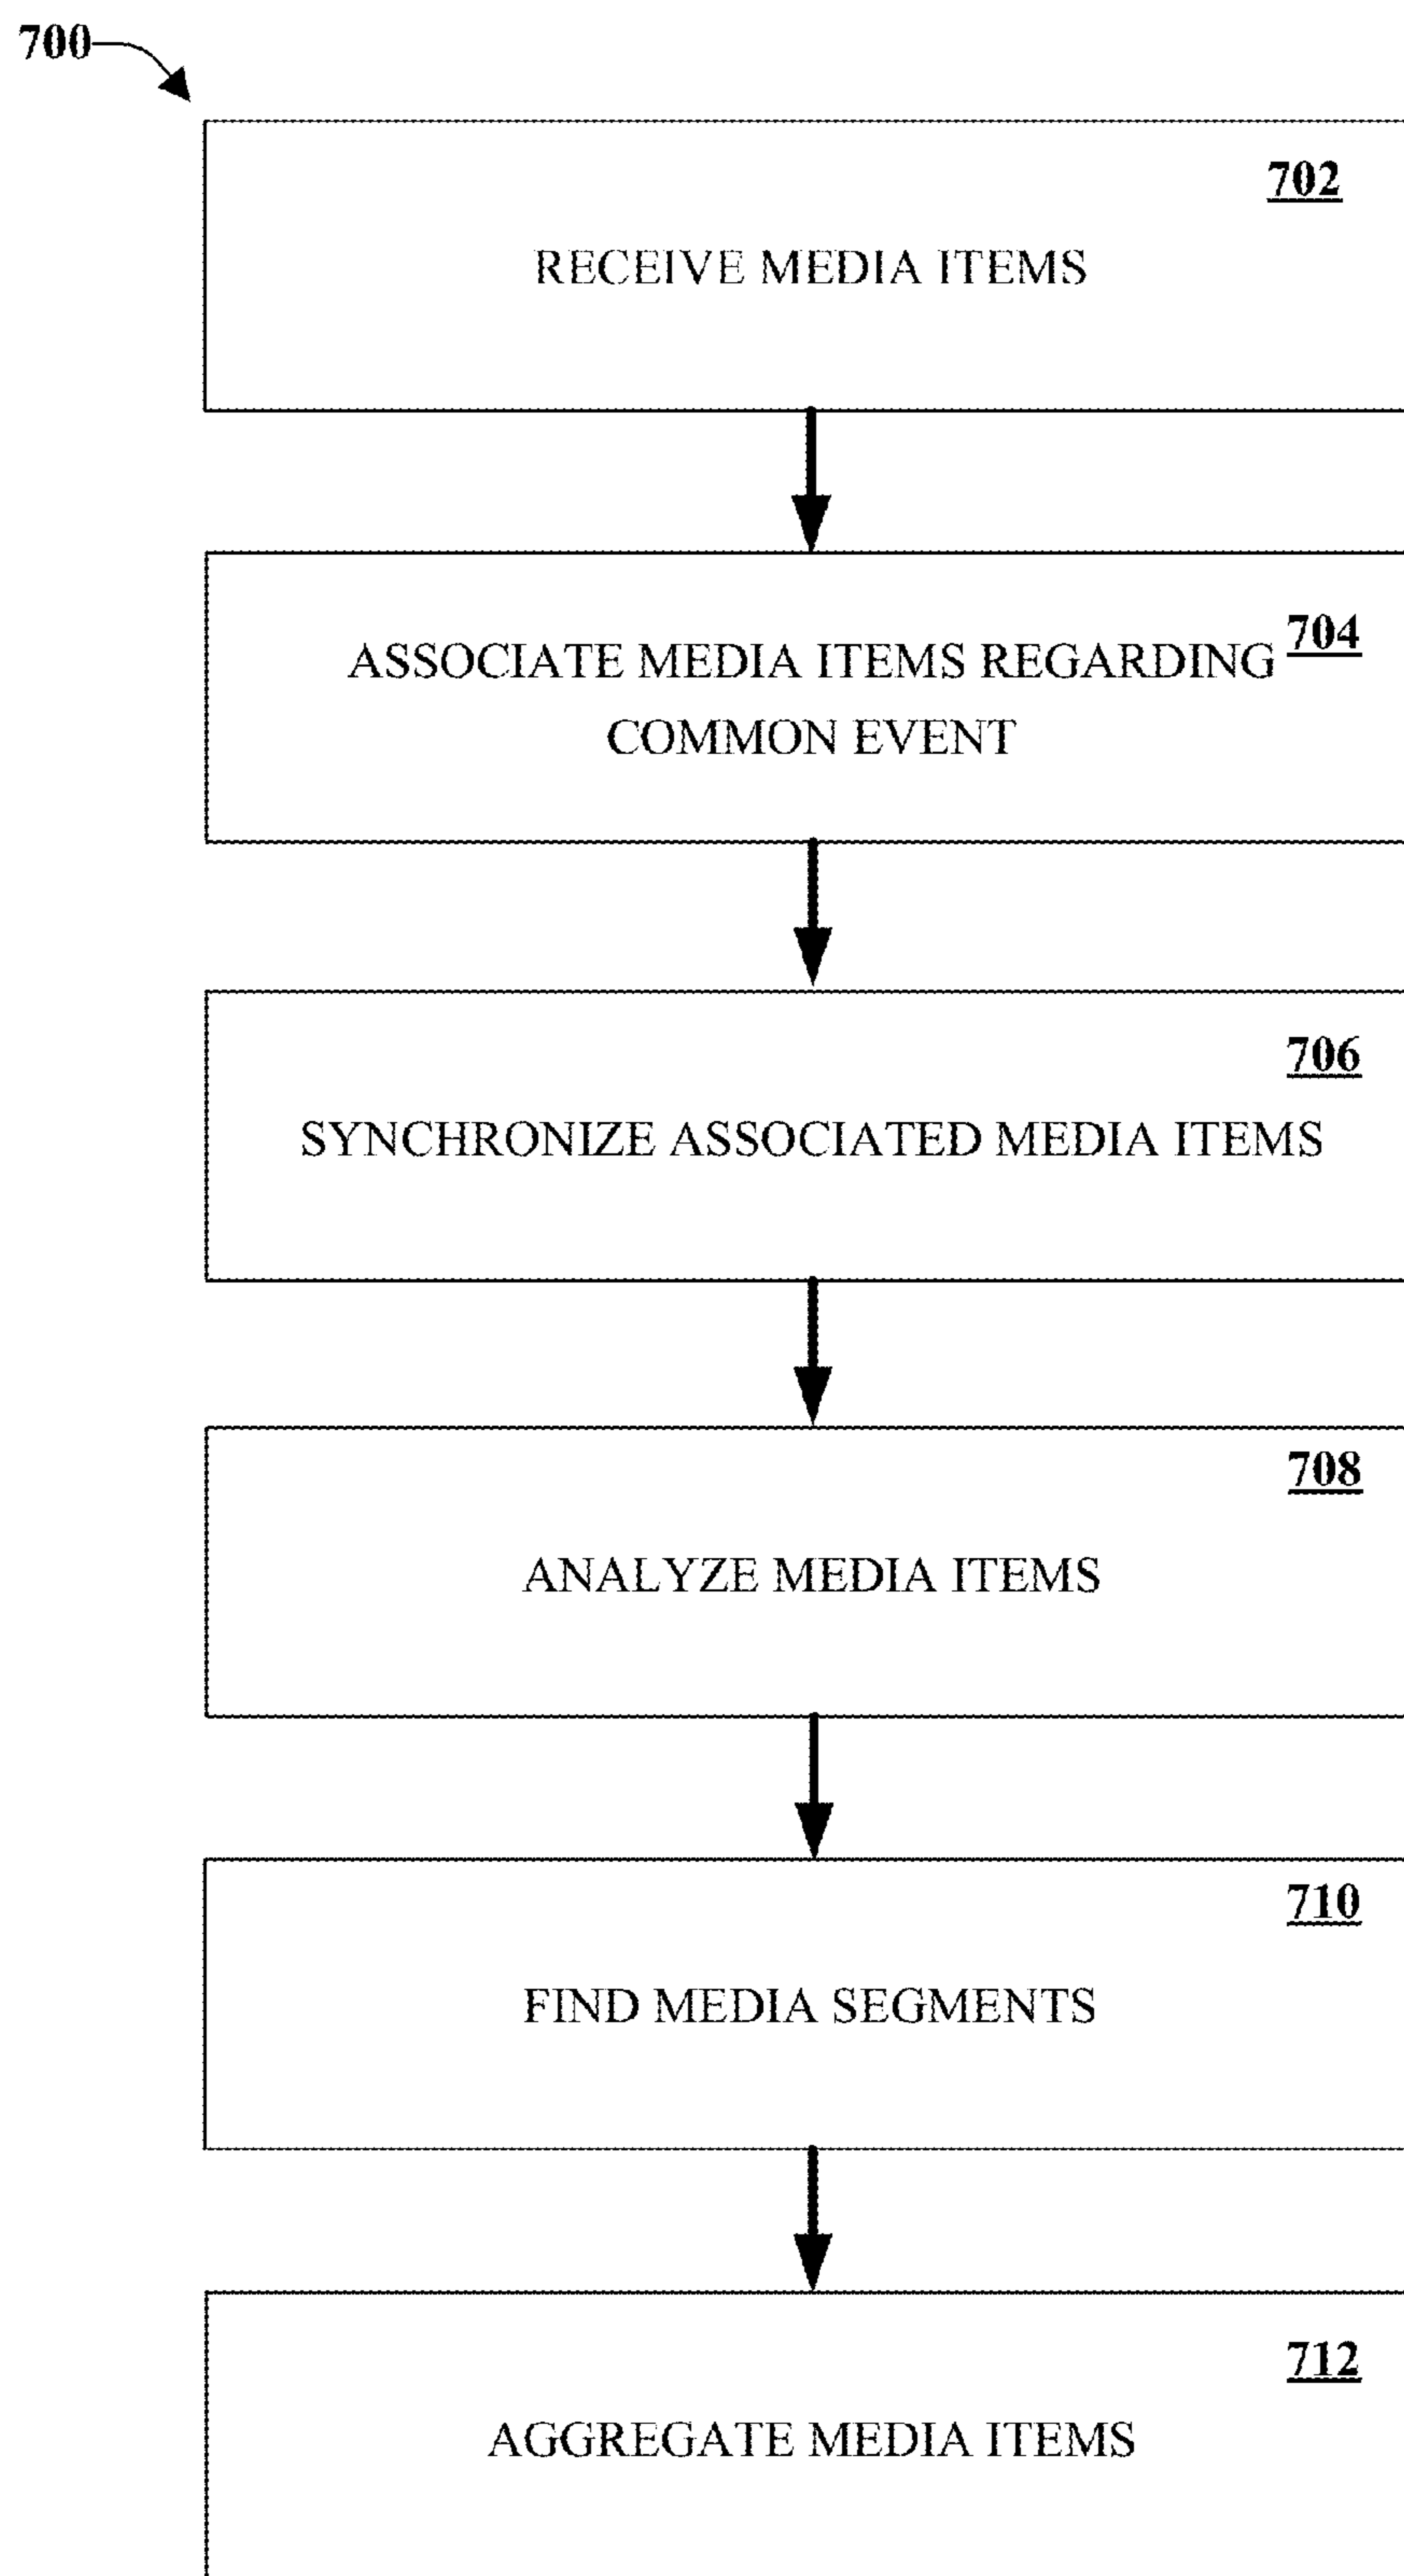 700
702
RECEIVE MEDIA ITEMS
704
ASSOCIATE MEDIA ITEMS REGARDING
COMMON EVENT
706
SYNCHRONIZE ASSOCIATED MEDIA ITEMS
708
ANALYZE MEDIA ITEMS
710
FIND MEDIA SEGMENTS
712
AGGREGATE MEDIA ITEMS